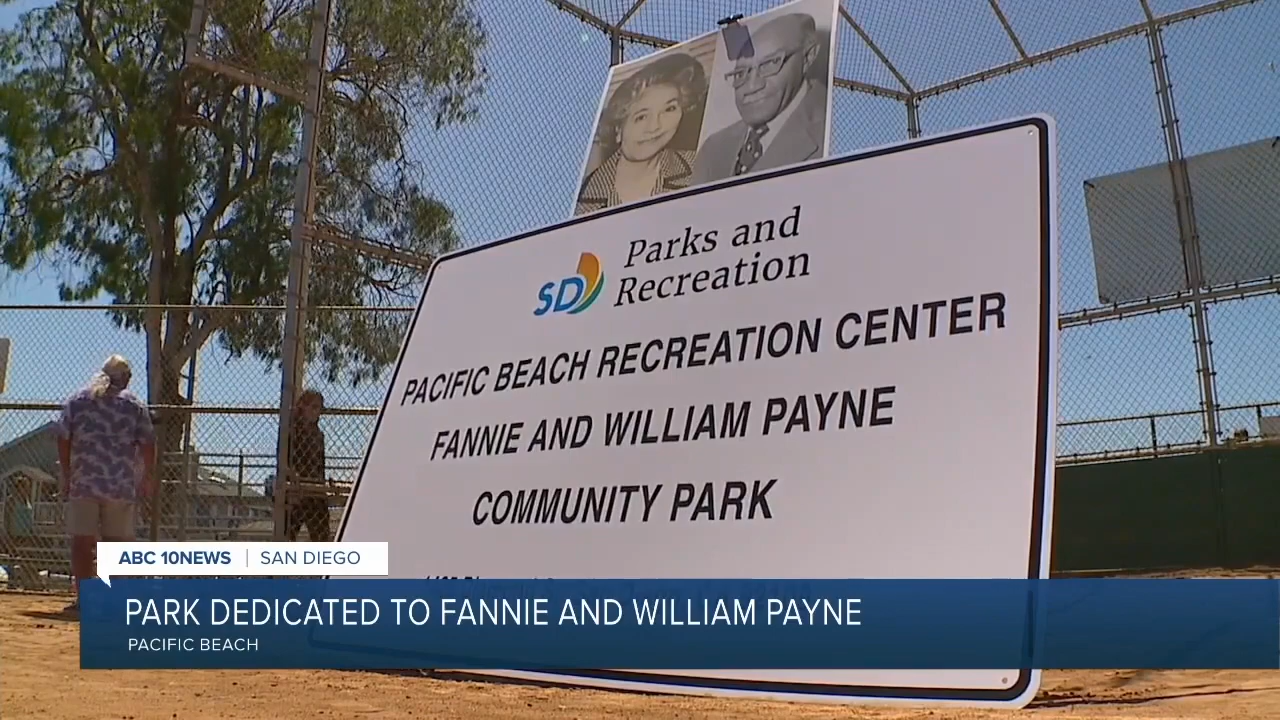 SD
Parks and
Recreation
PACIFIC BEACH RECREATION CENTER
FANNIE AND WILLIAM PAYNE
COMMUNITY PARK
ABC 10NEWS | SAN DIEGO
PARK DEDICATED TO FANNIE AND WILLIAM PAYNE
PACIFIC BEACH